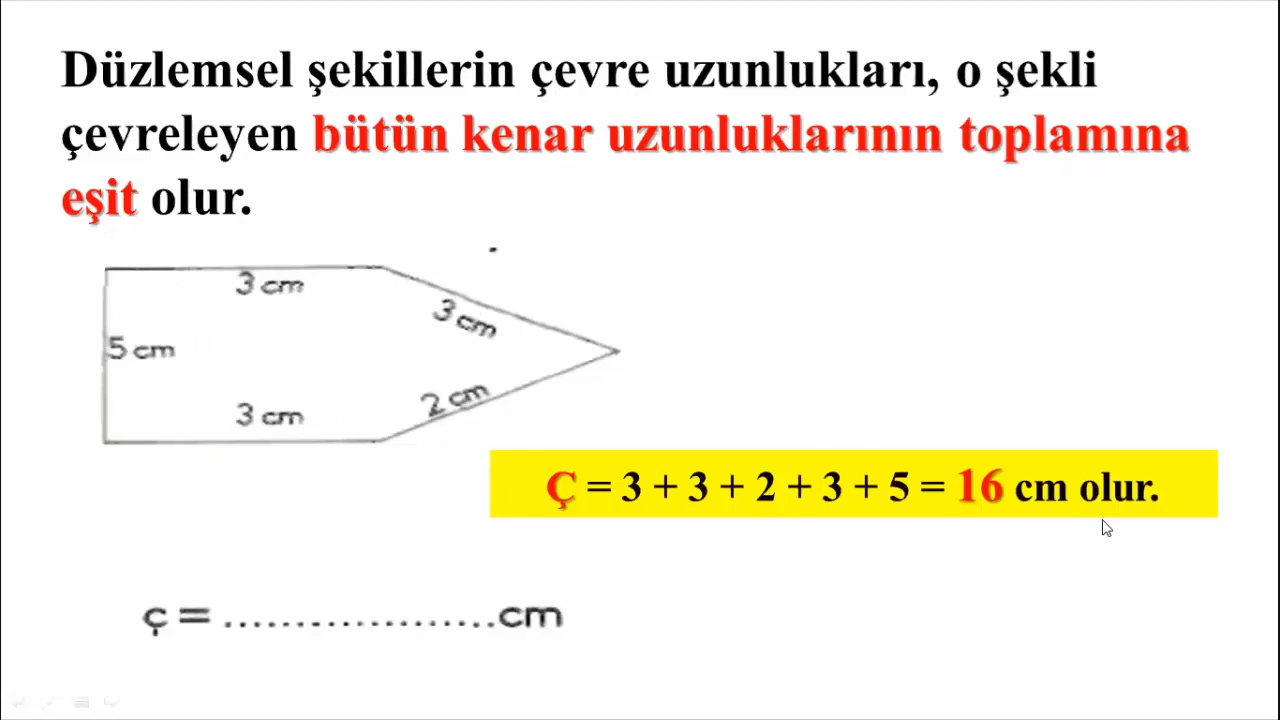 Düzlemsel şekillerin çevre uzunlukları, o şekli
çevreleyen bütün kenar uzunluklarının toplamına
eşit olur.
3 cm
3 cm
5 cm
2 cm
3 cm
Ç = 3 + 3 + 2 + 3 + 5 = 16 cm olur.
ç = ...................cm